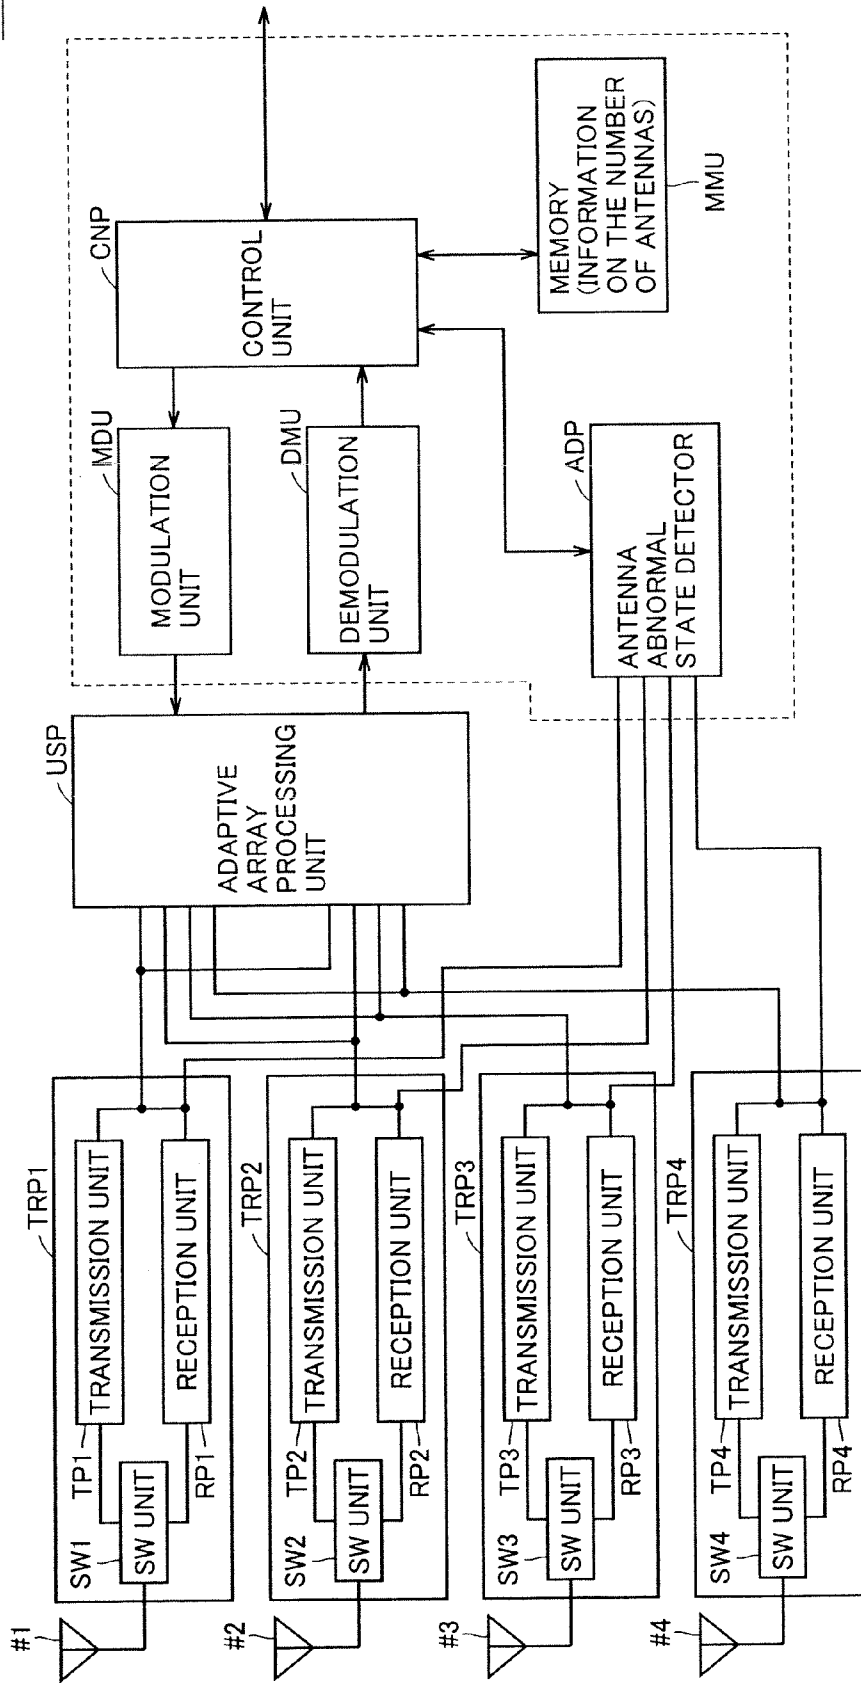 #1
SW1
SW UNIT
TP1
TRANSMISSION UNIT
RP1
RECEPTION UNIT
TRP1
#2
SW2
SW UNIT
TP2
TRANSMISSION UNIT
RP2
RECEPTION UNIT
TRP2
#3
SW3
SW UNIT
TP3
TRANSMISSION UNIT
RP3
RECEPTION UNIT
TRP3
#4
SW4
SW UNIT
TP4
TRANSMISSION UNIT
RP4
RECEPTION UNIT
TRP4
USP
ADAPTIVE
ARRAY
PROCESSING
UNIT
MDU
MODULATION
UNIT
DMU
DEMODULATION
UNIT
ADP
ANTENNA
ABNORMAL
STATE DETECTOR
CNP
CONTROL
UNIT
MEMORY
(INFORMATION
ON THE NUMBER
OF ANTENNAS)
MMU